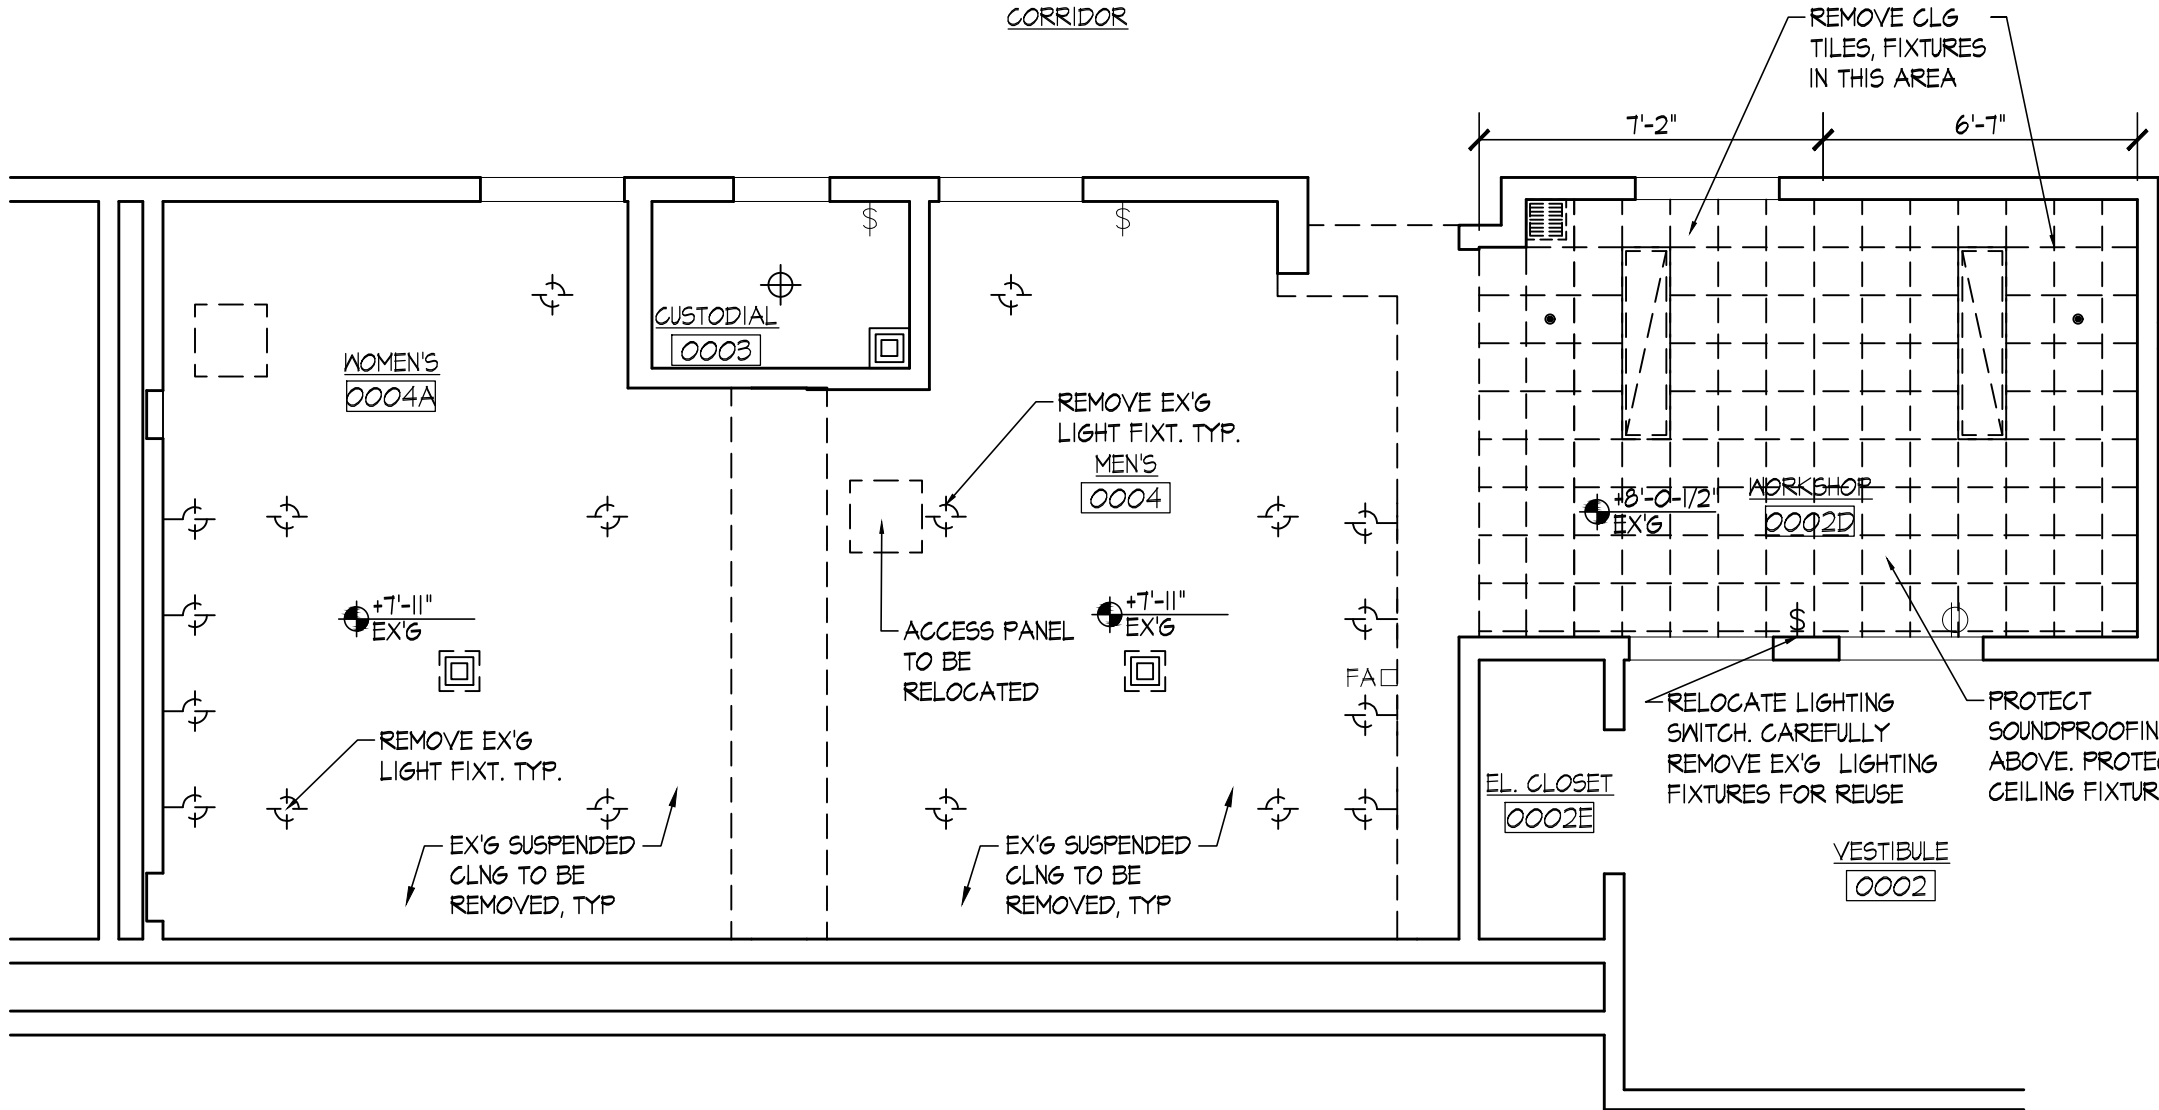 CORRIDOR
REMOVE CLG
TILES, FIXTURES
IN THIS AREA
7'-2"
6'-7"
$
$
CUSTODIAL
0003
WOMEN'S
0004A
REMOVE EX'G
LIGHT FIXT. TYP.
MEN'S
0004
+8'-0-1/2"
EX'G
WORKSHOP
0002D
+7'-11"
EX'G
ACCESS PANEL
TO BE
RELOCATED
+7'-11"
EX'G
$
FA
REMOVE EX'G
LIGHT FIXT. TYP.
RELOCATE LIGHTING
SWITCH. CAREFULLY
REMOVE EX'G LIGHTING
FIXTURES FOR REUSE
PROTECT
SOUNDPROOFIN
ABOVE. PROTE
CEILING FIXTUR
EL. CLOSET
0002E
EX'G SUSPENDED
CLNG TO BE
REMOVED, TYP
EX'G SUSPENDED
CLNG TO BE
REMOVED, TYP
VESTIBULE
0002